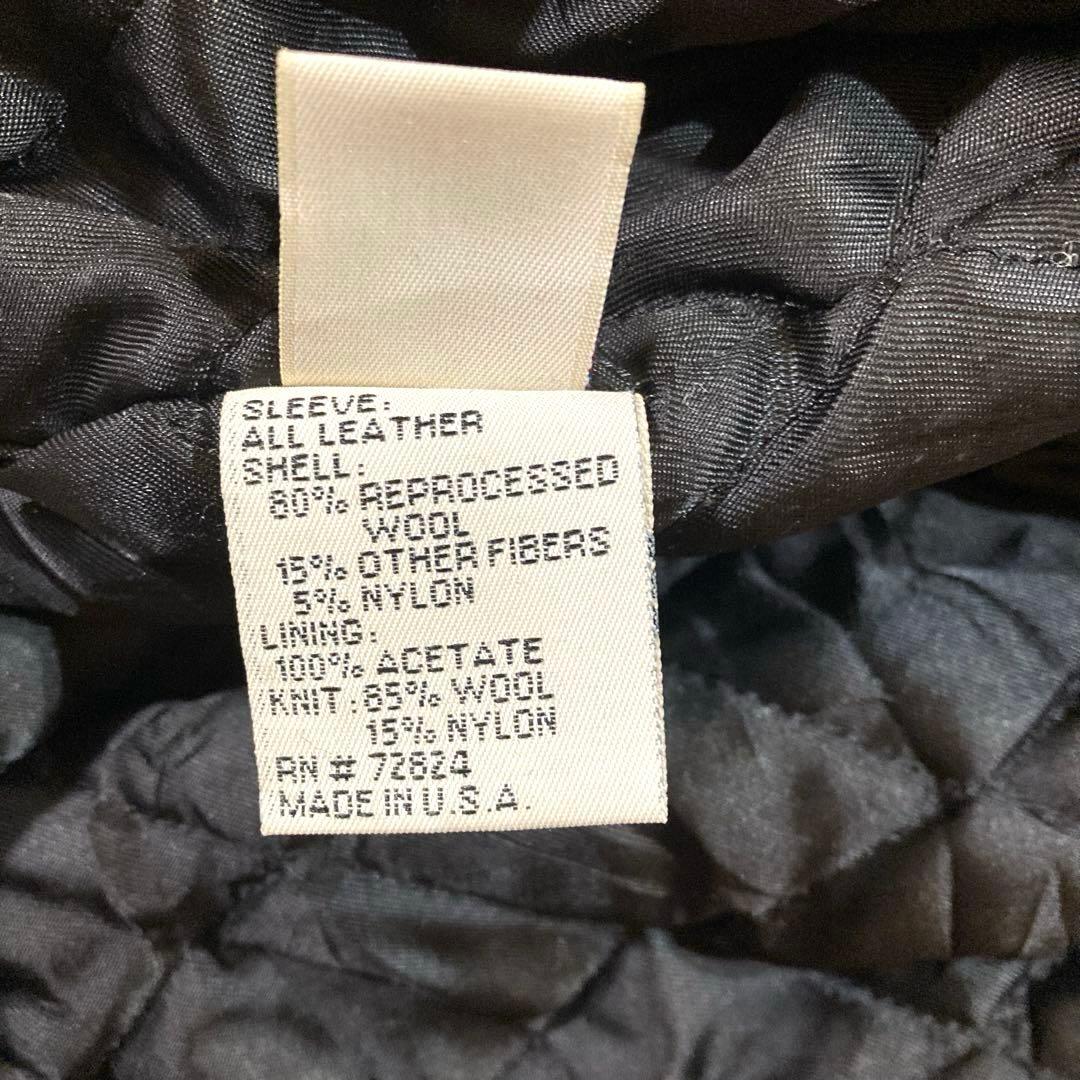 SLEEVE:
ALL LEATHER
SHELL:
80% REPROCESSED
WOOL
15% OTHER FIBERS
5% NYLON
LINING:
100% ACETATE
KNIT: 85% WOOL
15% NYLON
RN # 72824
MADE IN U.S.A.